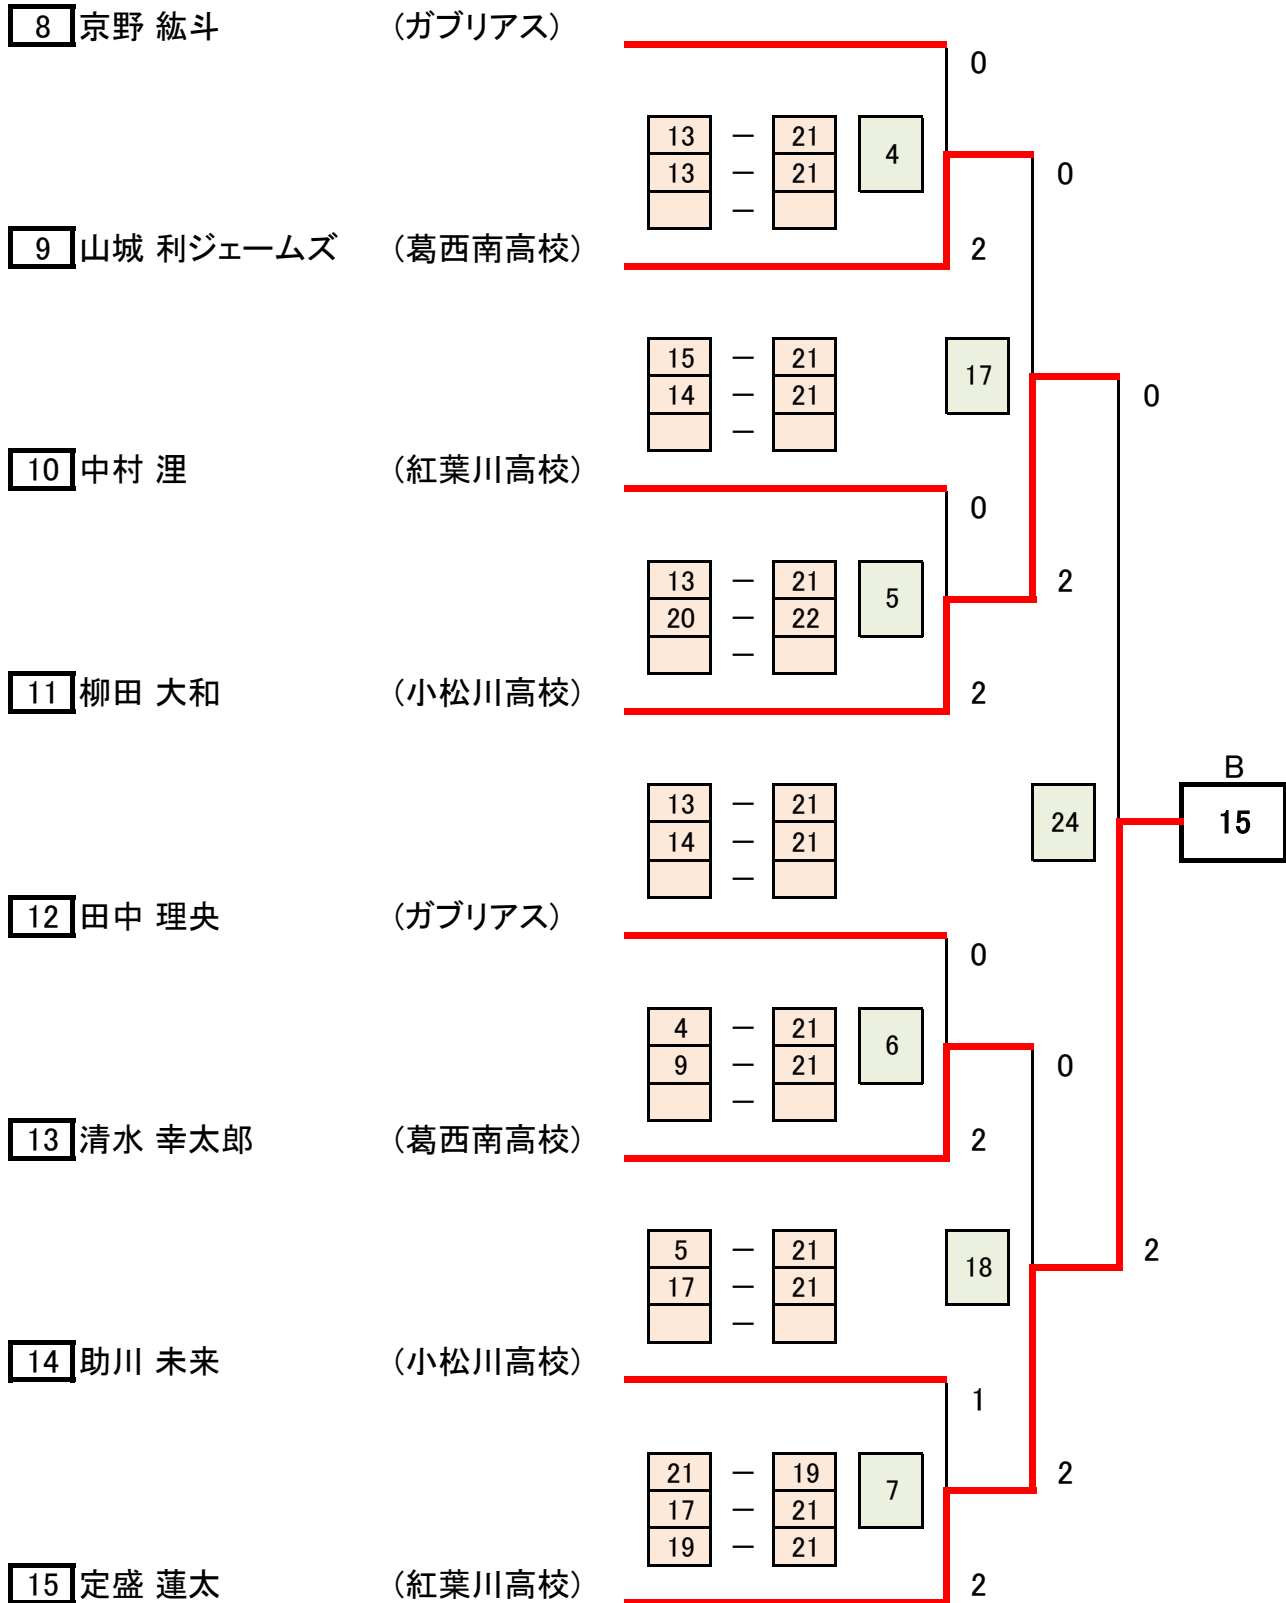 8 京野 紘斗 (ガブリアス)
0
13 － 21 4
13 － 21
0
－
9 山城 利ジェームズ (葛西南高校) 2
15 － 21 17
14 － 21
0
－
10 中村 浬 (紅葉川高校)
0
13 － 21 5
2
20 － 22
－
11 柳田 大和 (小松川高校) 2
B
13 － 21 24 15
14 － 21
－
12 田中 理央 (ガブリアス)
0
4 － 21 6
9 － 21
0
－
13 清水 幸太郎 (葛西南高校) 2
5 － 21 18
2
17 － 21
－
14 助川 未来 (小松川高校)
1
21 － 19 7
2
17 － 21
19 － 21
15 定盛 蓮太 (紅葉川高校) 2